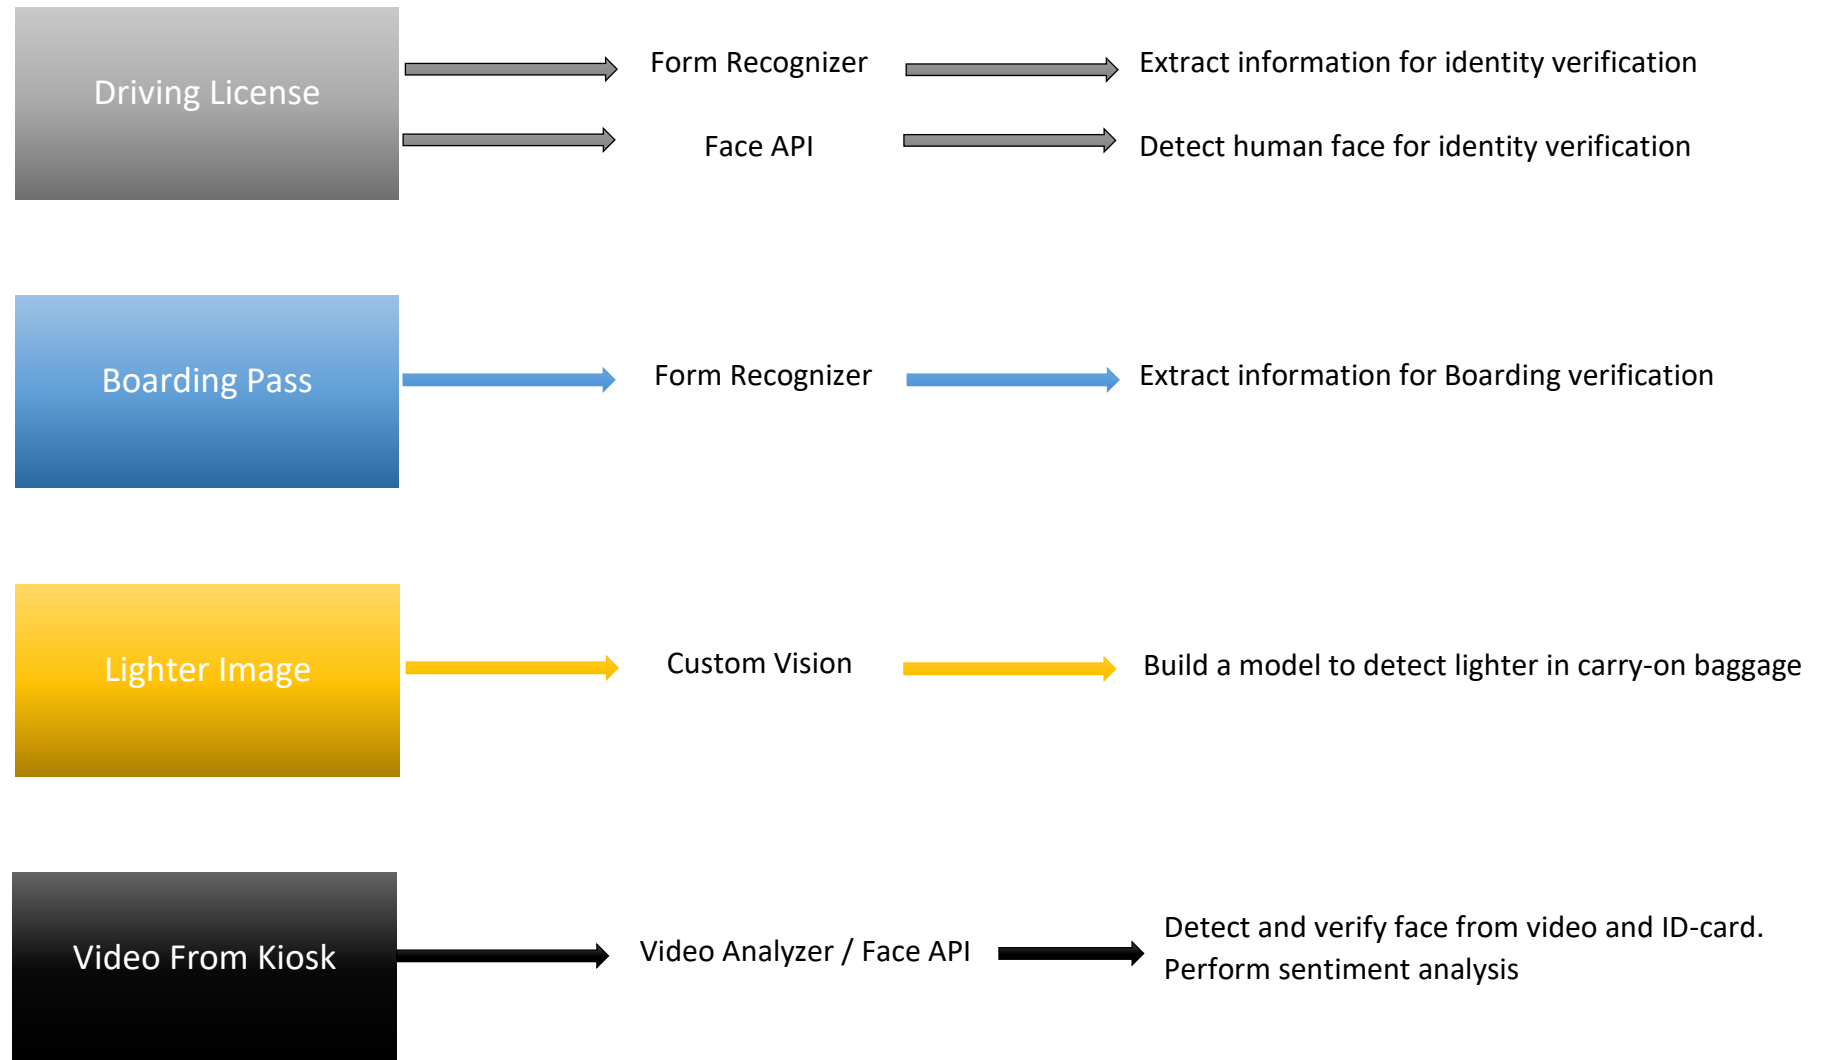 Driving License
Form Recognizer
Extract information for identity verification
Face API
Detect human face for identity verification
Boarding Pass
Form Recognizer
Extract information for Boarding verification
Lighter Image
Custom Vision
Build a model to detect lighter in carry-on baggage
Video From Kiosk
Video Analyzer / Face API
Detect and verify face from video and ID-card.
Perform sentiment analysis